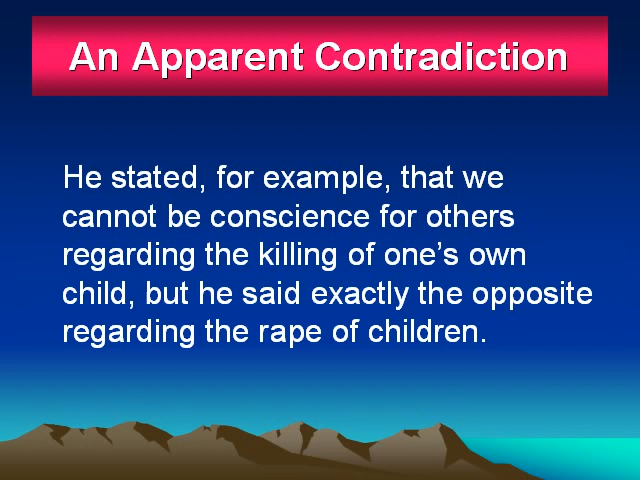 An Apparent Contradiction
He stated, for example, that we
cannot be conscience for others
regarding the killing of one’s own
child, but he said exactly the opposite
regarding the rape of children.